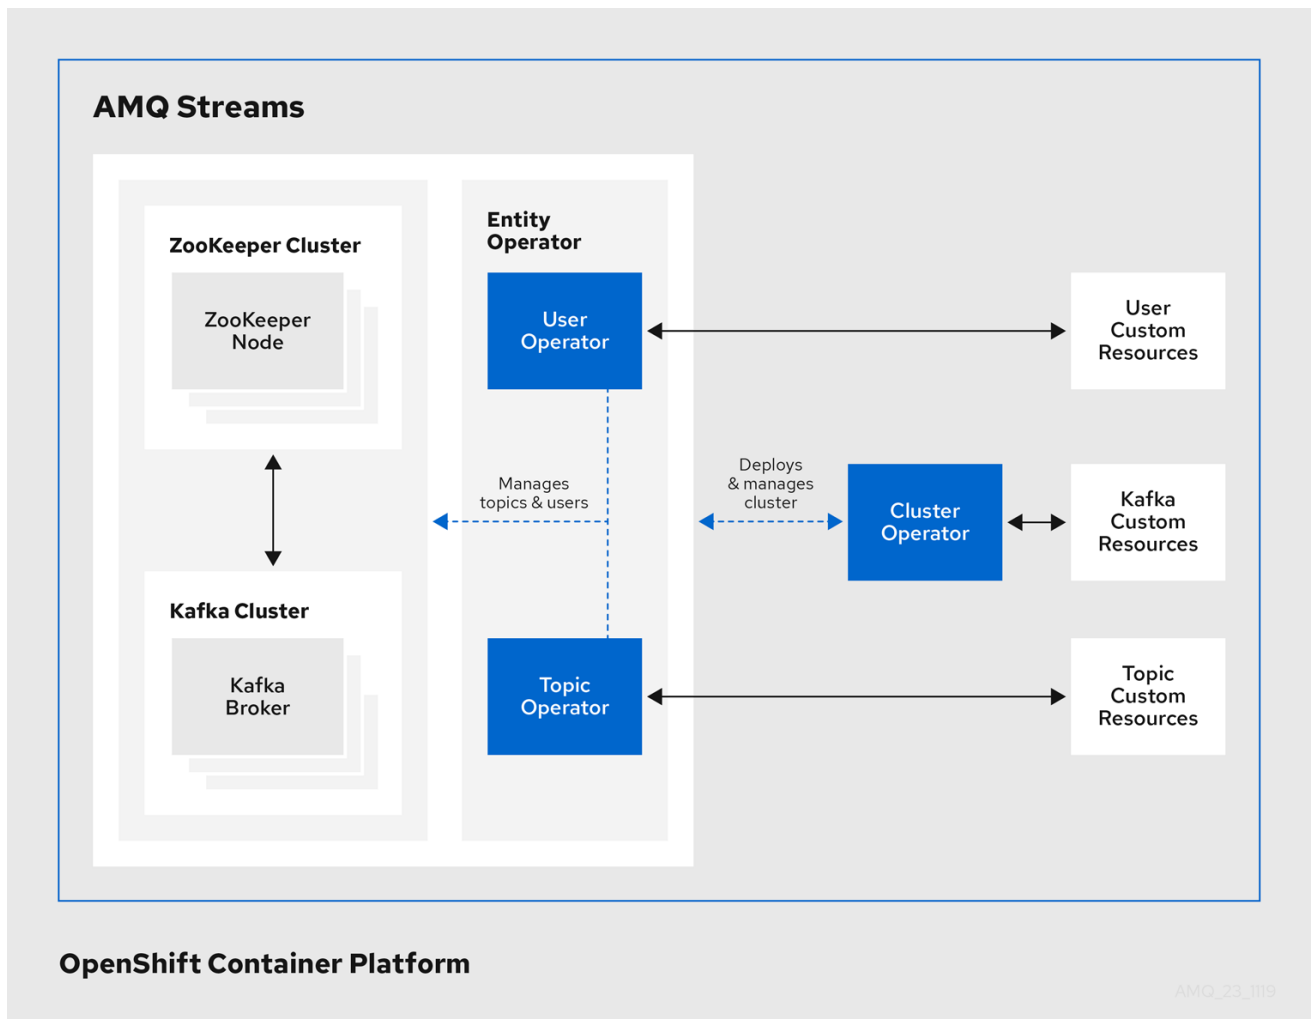 AMQ Streams
ZooKeeper Cluster
ZooKeeper
Node
Entity
Operator
User
Operator
User
Custom
Resources
Manages
topics & users
Deploys
& manages
cluster
Cluster
Operator
Kafka
Custom
Resources
Kafka Cluster
Kafka
Broker
Topic
Operator
Topic
Custom
Resources
OpenShift Container Platform
AMQ_23_1119